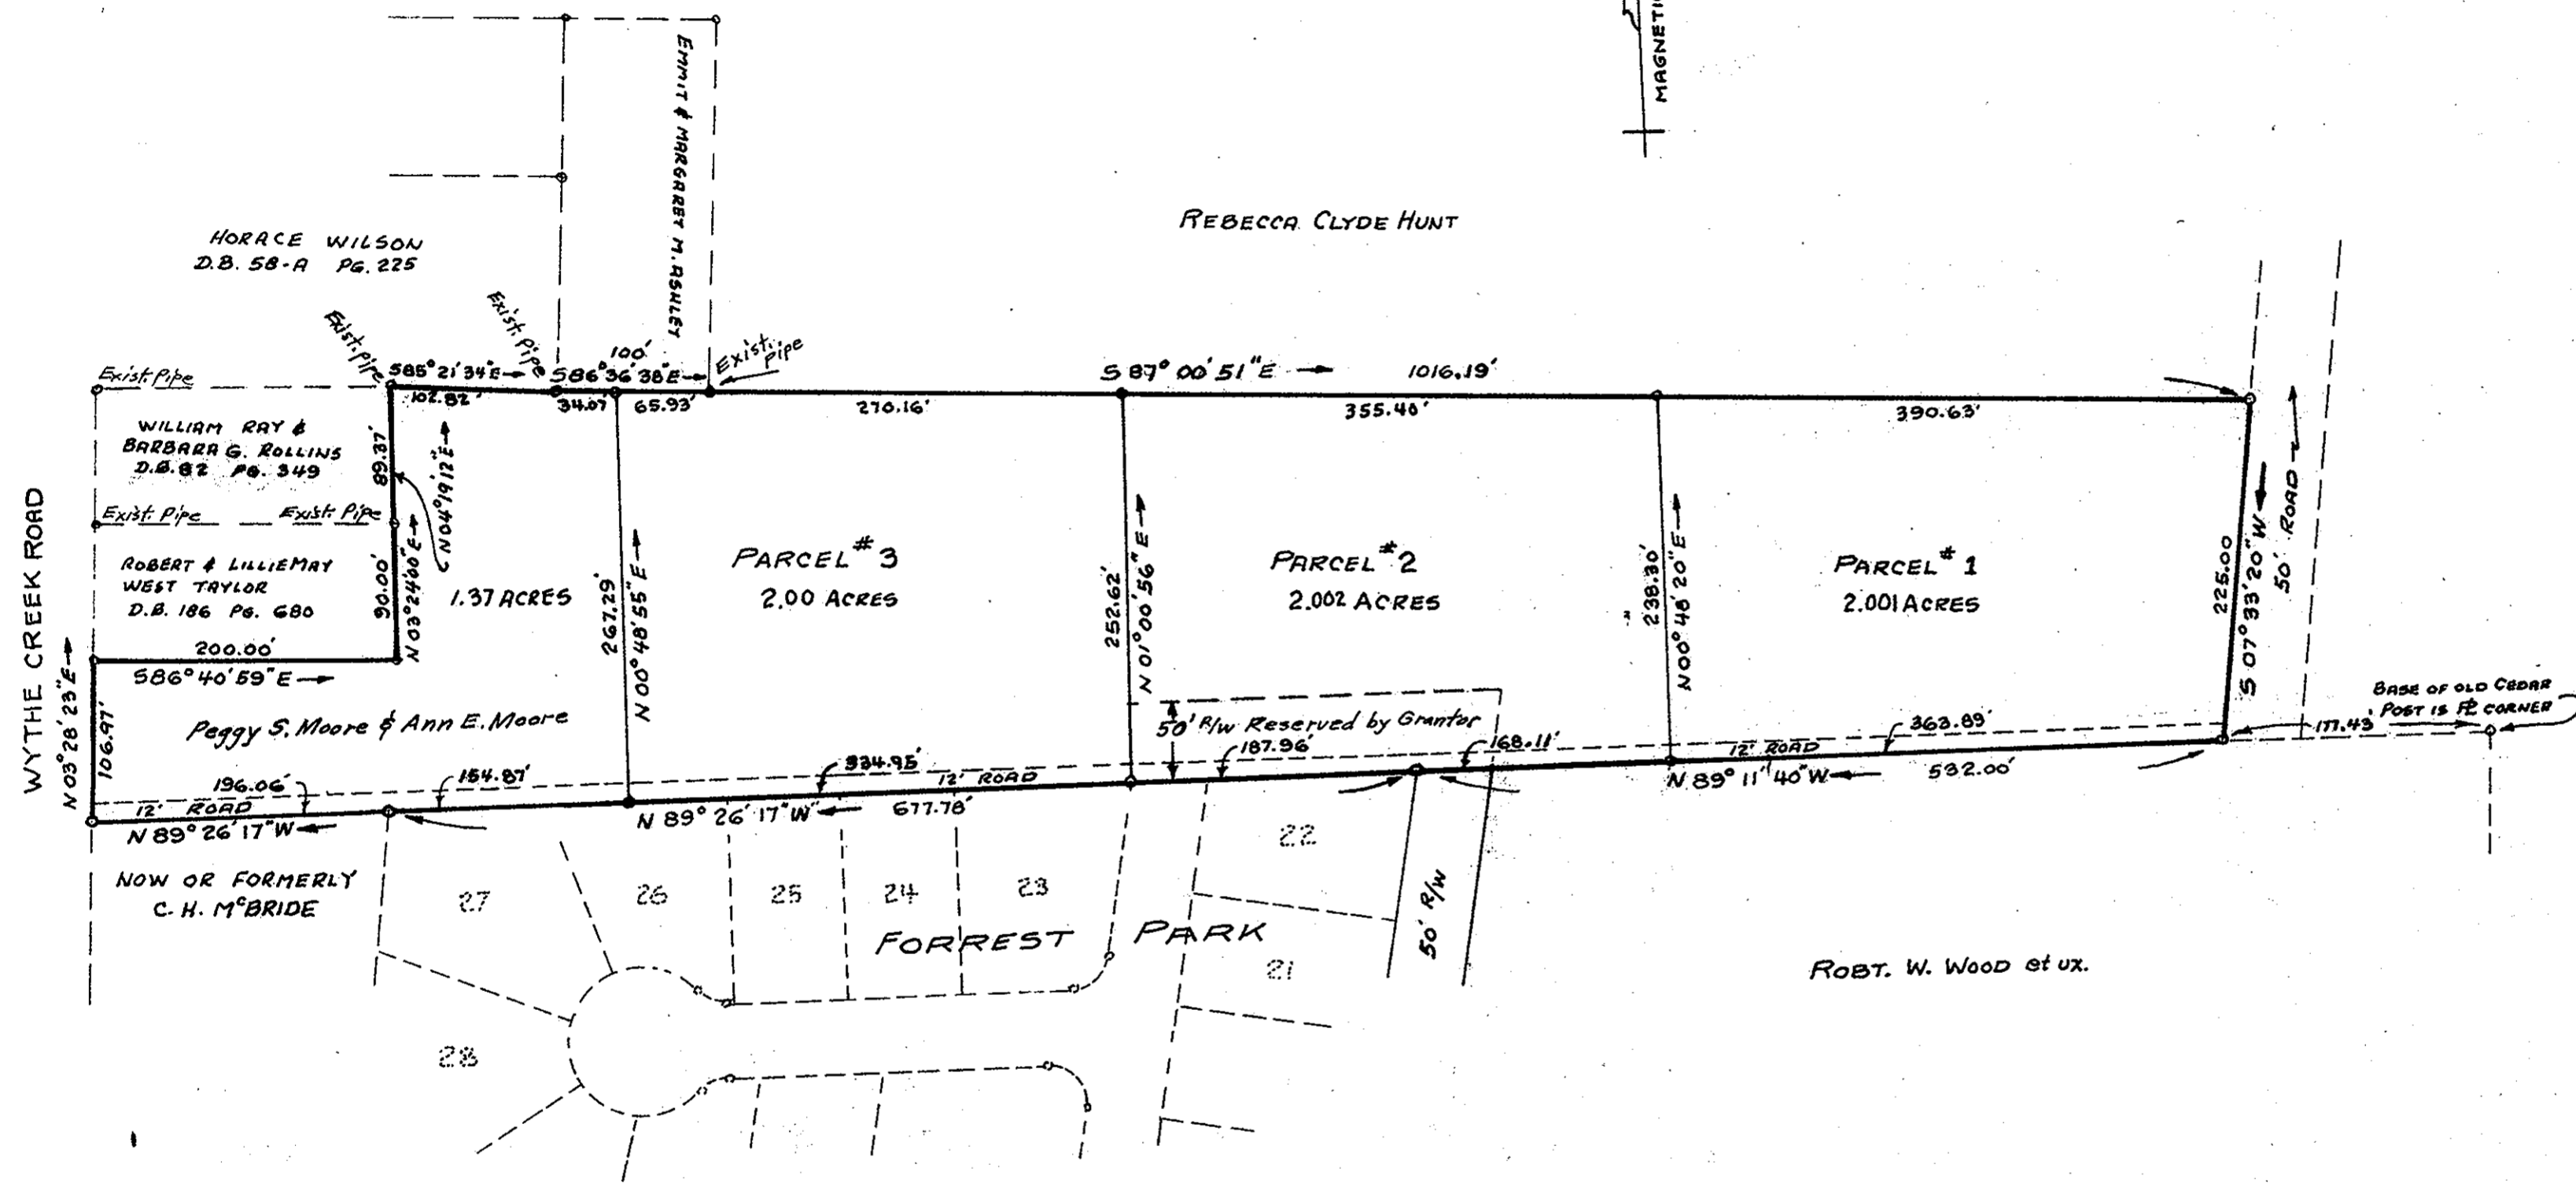 MAGNETIC
EMMIT & MARGARET M. ASHLEY
REBECCA CLYDE HUNT
HORACE WILSON
D.B. 58-A PG. 225
Exist. Pipe
Exist. Pipe
Exist. Pipe
Exist. Pipe
S85°21'34"E
102.82'
100'
S86°36'38"E
34.07'
65.93'
S 87° 00' 51" E
1016.19'
270.16'
355.40'
390.63'
WILLIAM RAY &
BARBARA G. ROLLINS
D.B. 82 PG. 349
89.37'
N04°19'12"E
Exist. Pipe
Exist. Pipe
ROBERT & LILLIE MAY
WEST TAYLOR
D.B. 186 PG. 680
90.00'
N03°24'00"E
200.00'
S86°40'59"E
WYTHE CREEK ROAD
N03°28'23"E
106.97'
1.37 ACRES
Peggy S. Moore & Ann E. Moore
267.29'
N 00° 48' 55" E
PARCEL #3
2.00 ACRES
252.62'
N 01° 00' 56" E
PARCEL #2
2.002 ACRES
238.30'
N00°48'20"E
PARCEL #1
2.001 ACRES
225.00
S 07° 33' 20" W
50' ROAD
50' R/W Reserved by Grantor
BASE OF OLD CEDAR
POST IS PL CORNER
177.43'
196.06'
12' ROAD
N 89° 26' 17" W
154.87'
334.95'
12' ROAD
N 89° 26' 17" W
677.78'
187.96'
168.11'
12' ROAD
363.89'
N 89° 11' 40" W
532.00'
NOW OR FORMERLY
C. H. McBRIDE
27
26
25
24
23
22
21
28
FORREST PARK
50' R/W
ROBT. W. WOOD et ux.